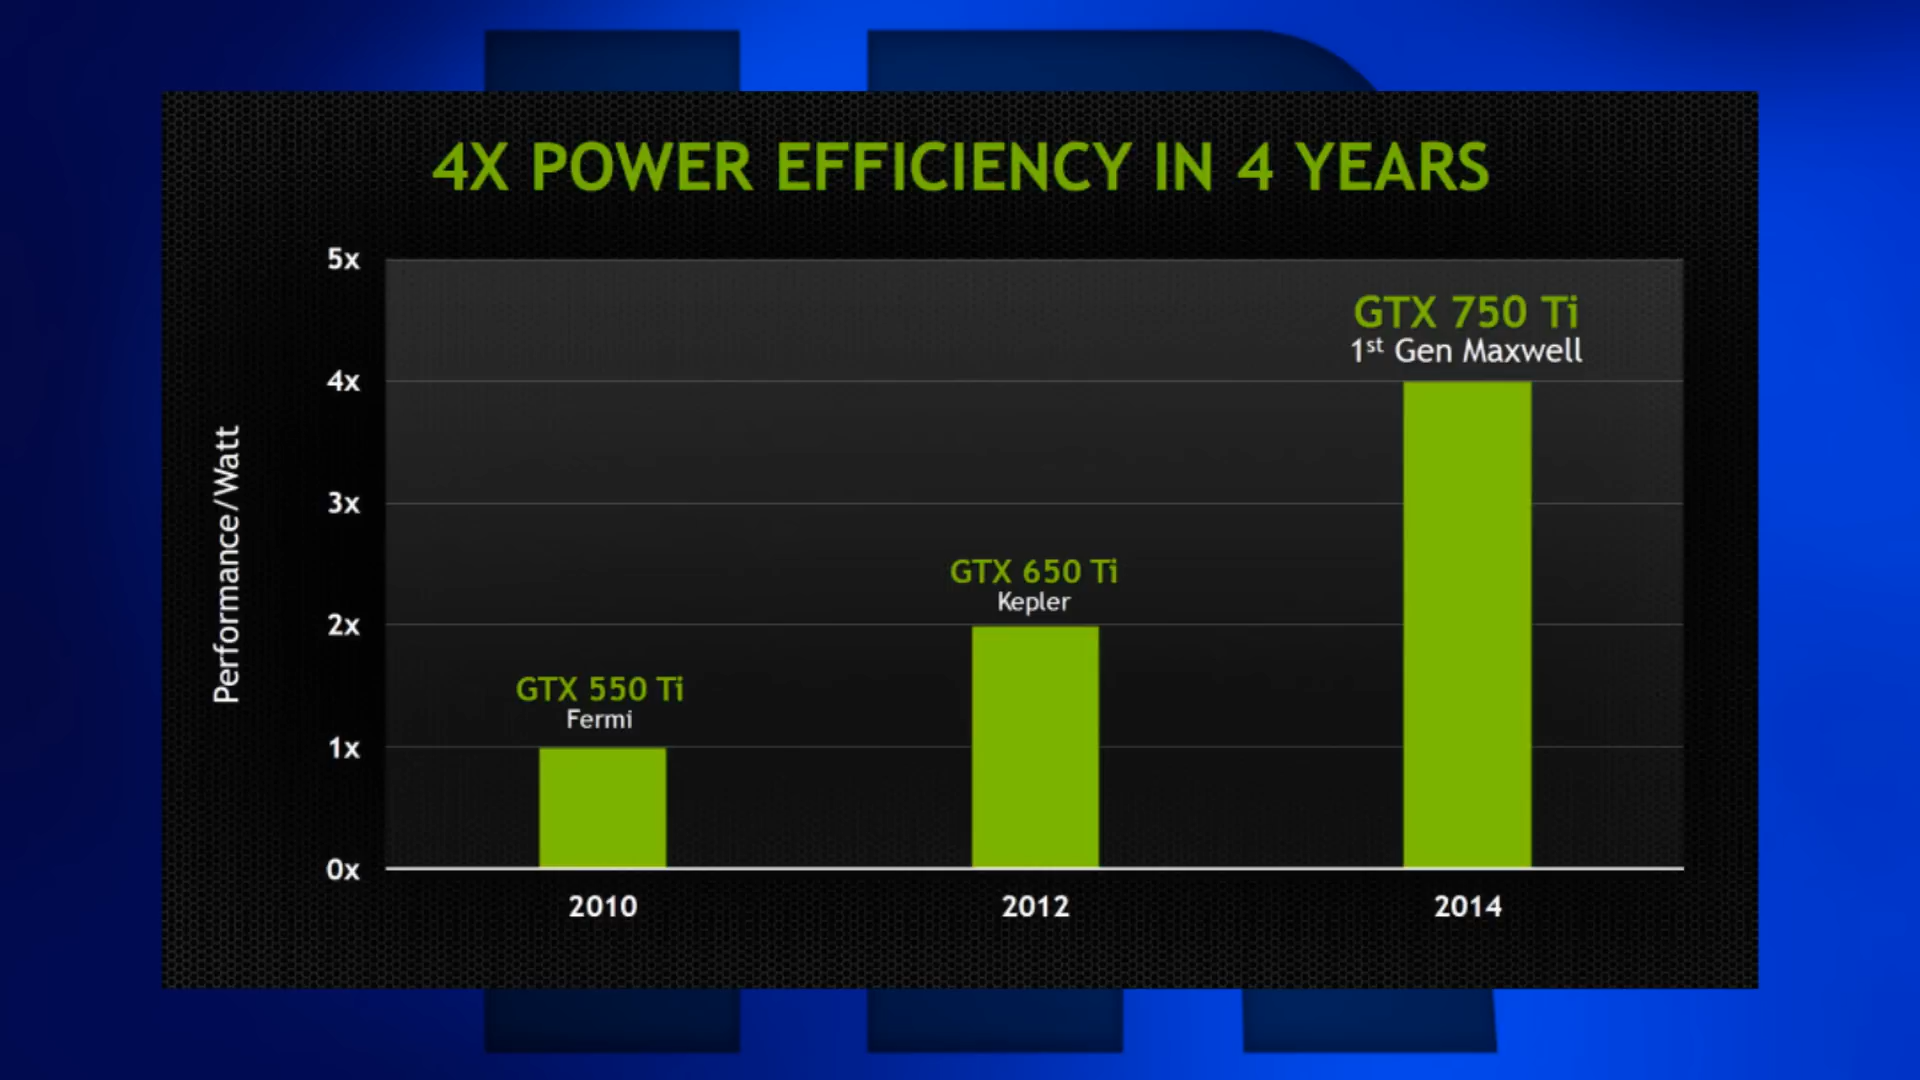 4X POWER EFFICIENCY IN 4 YEARS
5x
4x
3x
2x
1x
0x
Performance/Watt
GTX 550 Ti
Fermi
GTX 650 Ti
Kepler
GTX 750 Ti
1st Gen Maxwell
2010
2012
2014